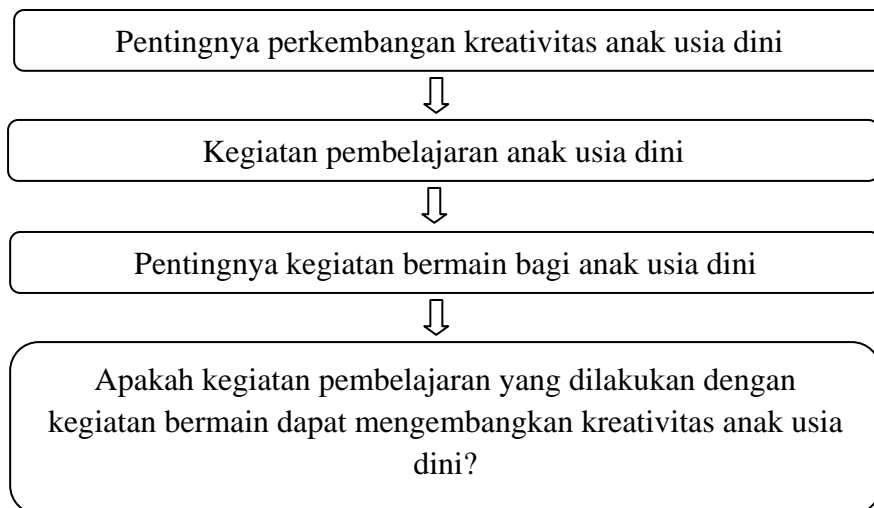 Pentingnya perkembangan kreativitas anak usia dini
Kegiatan pembelajaran anak usia dini
Pentingnya kegiatan bermain bagi anak usia dini
Apakah kegiatan pembelajaran yang dilakukan dengan
kegiatan bermain dapat mengembangkan kreativitas anak usia
dini?